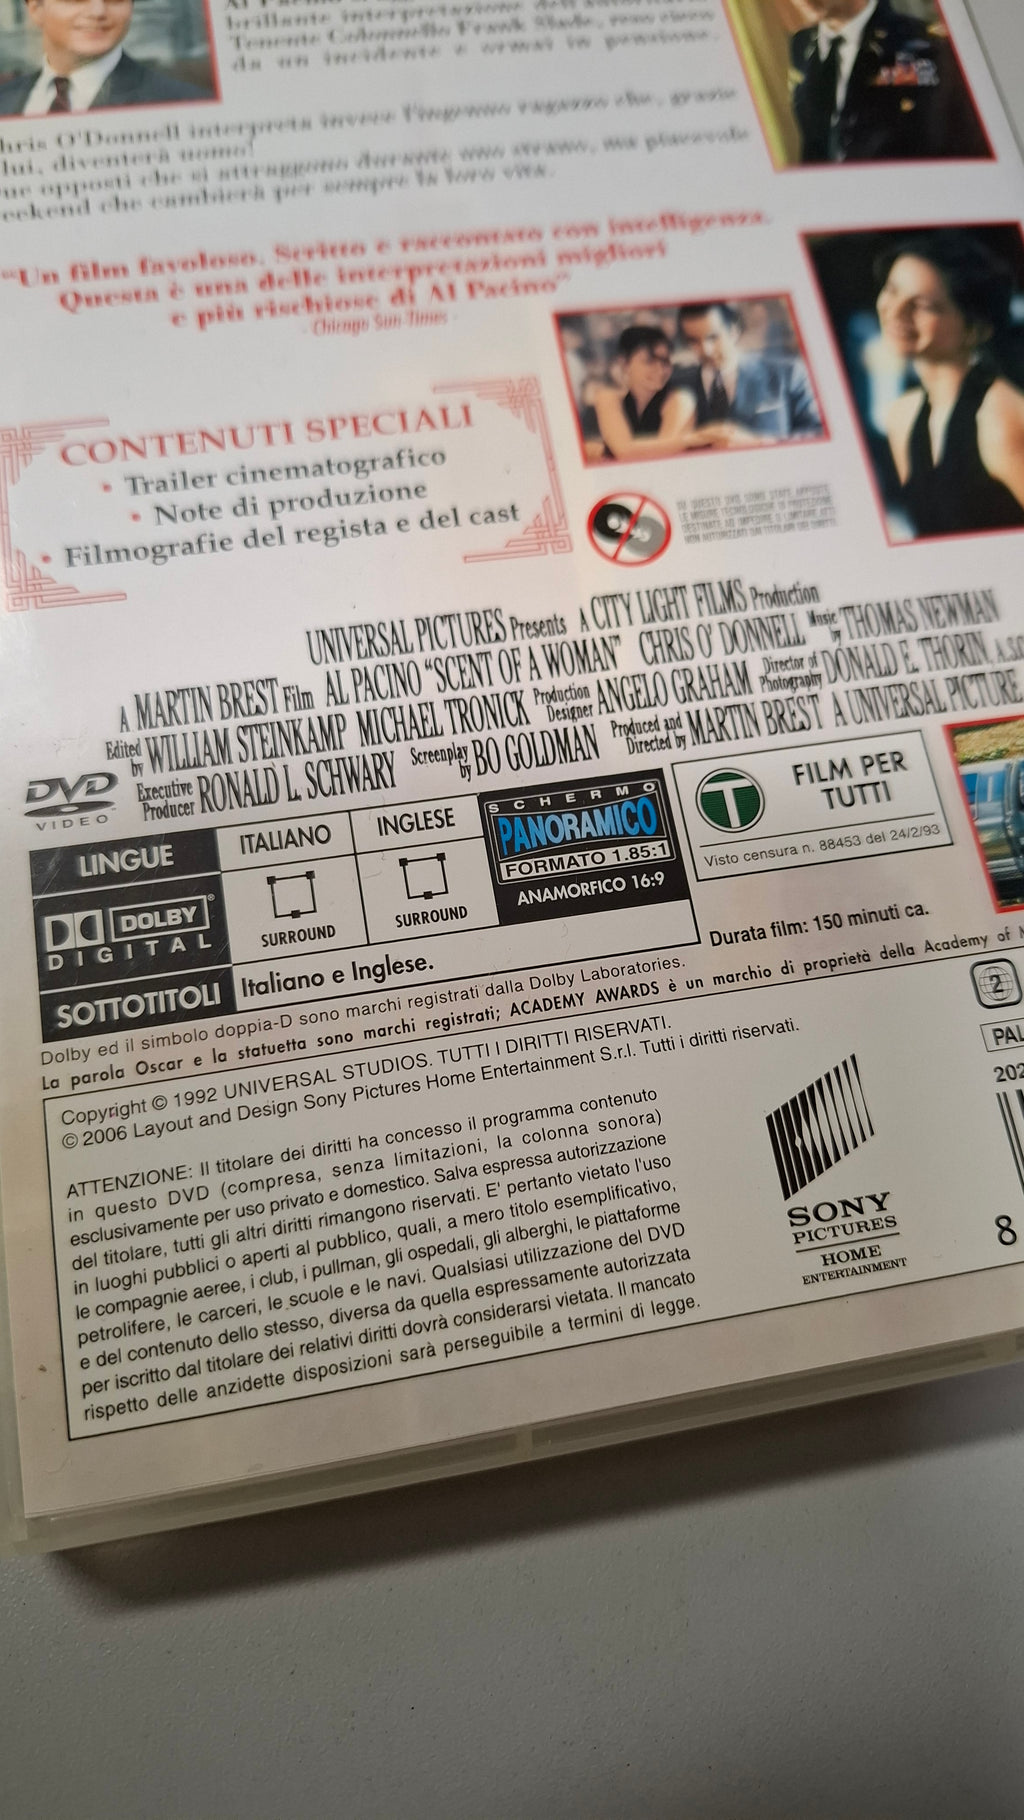 brillante interpretazione dell'autoritario
Tenente Colonnello Frank Slade, reso cieco
da un incidente e ormai in pensione.
hris O'Donnell interpreta invece l'ingenuo ragazzo che, grazie
lui, diventerà uomo!
ue opposti che si attraggono durante uno strano, ma piacevole
eekend che cambierà per sempre la loro vita.
"Un film favoloso. Scritto e raccontato con intelligenza.
Questa è una delle interpretazioni migliori
e più rischiose di Al Pacino"
- Chicago Sun-Times -
CONTENUTI SPECIALI
• Trailer cinematografico
• Note di produzione
• Filmografie del regista e del cast
UNIVERSAL PICTURES Presents A CITY LIGHT FILMS Production
A MARTIN BREST Film AL PACINO "SCENT OF A WOMAN" CHRIS O'DONNELL Music by THOMAS NEWMAN
Edited by WILLIAM STEINKAMP MICHAEL TRONICK Production Designer ANGELO GRAHAM Director of Photography DONALD E. THORIN, A.S.C
Executive Producer RONALD L. SCHWARY Screenplay by BO GOLDMAN Produced and Directed by MARTIN BREST A UNIVERSAL PICTURE
DVD
VIDEO
LINGUE
ITALIANO
INGLESE
DOLBY
DIGITAL
SURROUND
SURROUND
SCHERMO
PANORAMICO
FORMATO 1.85:1
ANAMORFICO 16:9
T
FILM PER
TUTTI
Visto censura n. 88453 del 24/2/93
SOTTOTITOLI
Italiano e Inglese.
Durata film: 150 minuti ca.
Dolby ed il simbolo doppia-D sono marchi registrati dalla Dolby Laboratories.
La parola Oscar e la statuetta sono marchi registrati; ACADEMY AWARDS è un marchio di proprietà della Academy of M
Copyright © 1992 UNIVERSAL STUDIOS. TUTTI I DIRITTI RISERVATI.
© 2006 Layout and Design Sony Pictures Home Entertainment S.r.l. Tutti i diritti riservati.
ATTENZIONE: Il titolare dei diritti ha concesso il programma contenuto
in questo DVD (compresa, senza limitazioni, la colonna sonora)
esclusivamente per uso privato e domestico. Salva espressa autorizzazione
del titolare, tutti gli altri diritti rimangono riservati. E' pertanto vietato l'uso
in luoghi pubblici o aperti al pubblico, quali, a mero titolo esemplificativo,
le compagnie aeree, i club, i pullman, gli ospedali, gli alberghi, le piattaforme
petrolifere, le carceri, le scuole e le navi. Qualsiasi utilizzazione del DVD
e del contenuto dello stesso, diversa da quella espressamente autorizzata
per iscritto dal titolare dei relativi diritti dovrà considerarsi vietata. Il mancato
rispetto delle anzidette disposizioni sarà perseguibile a termini di legge.
SONY
PICTURES
HOME
ENTERTAINMENT
2
PAL
202
8